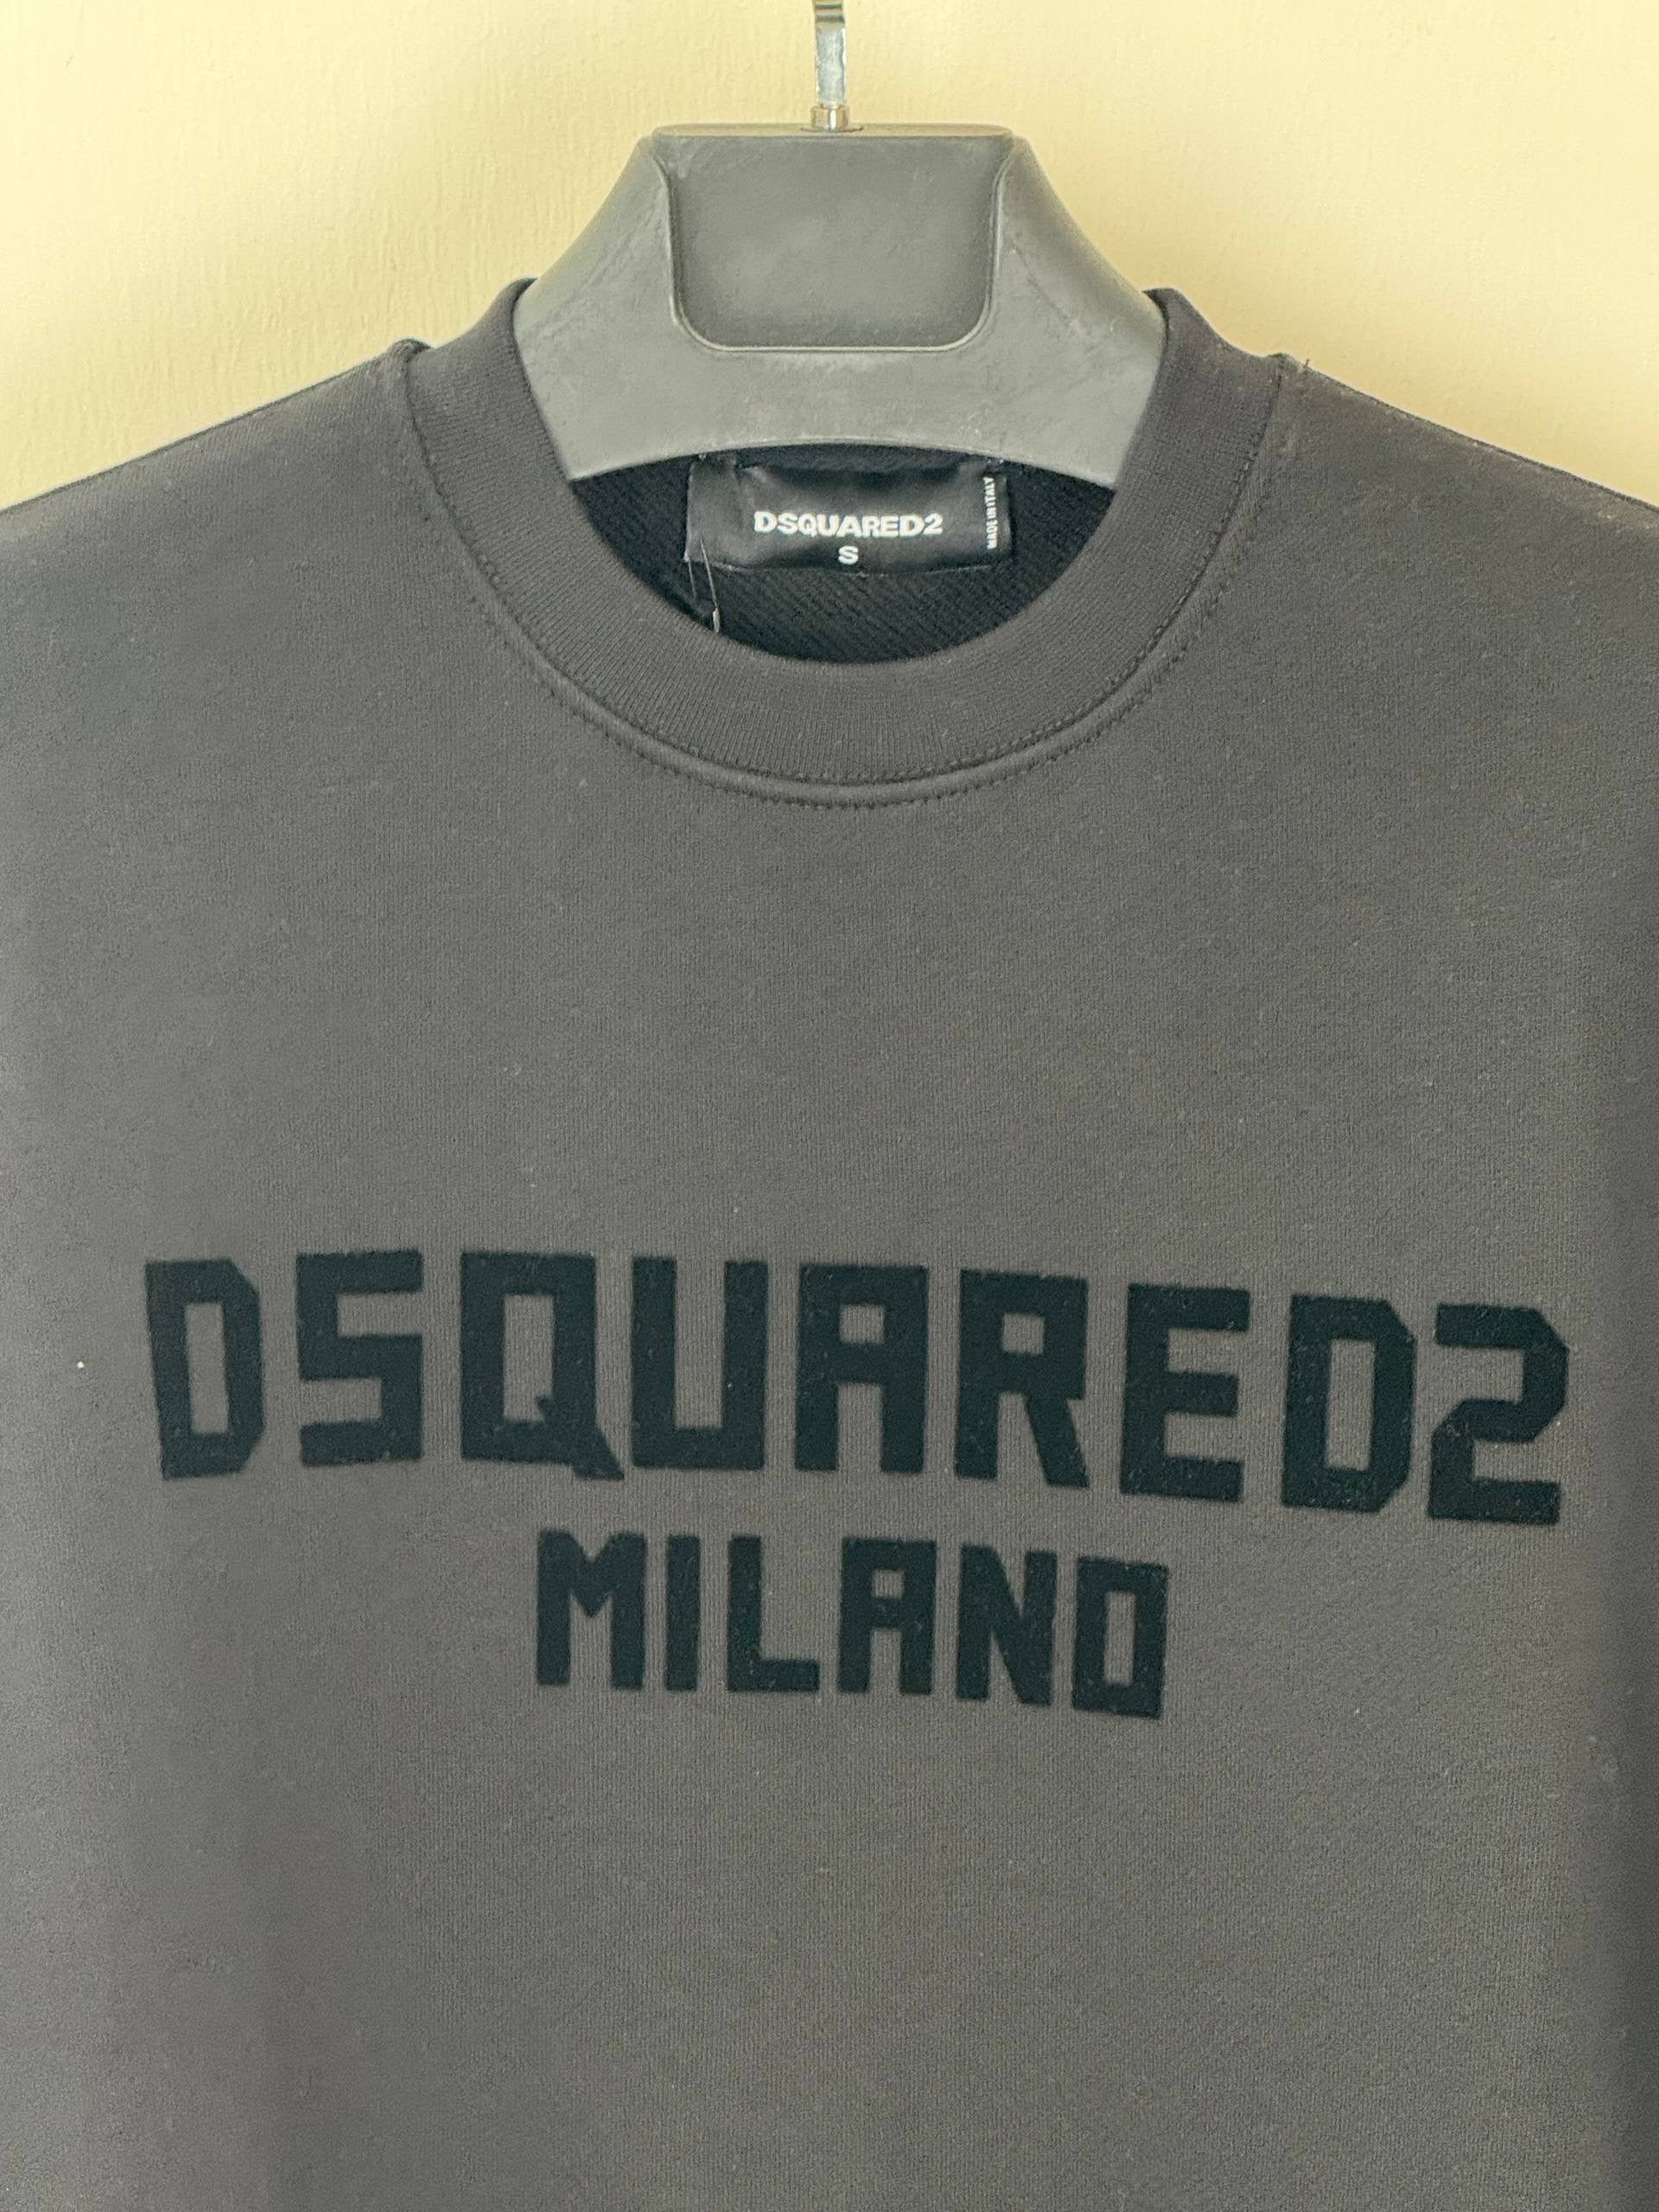 DSQUARED2
S
MADE IN ITALY
DSQUARED2
MILANO